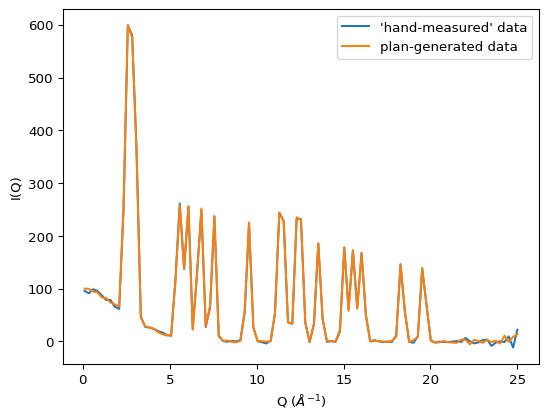 'hand-measured' data
plan-generated data
I(Q)
600
500
400
300
200
100
0
0 5 10 15 20 25
Q (Å⁻¹)